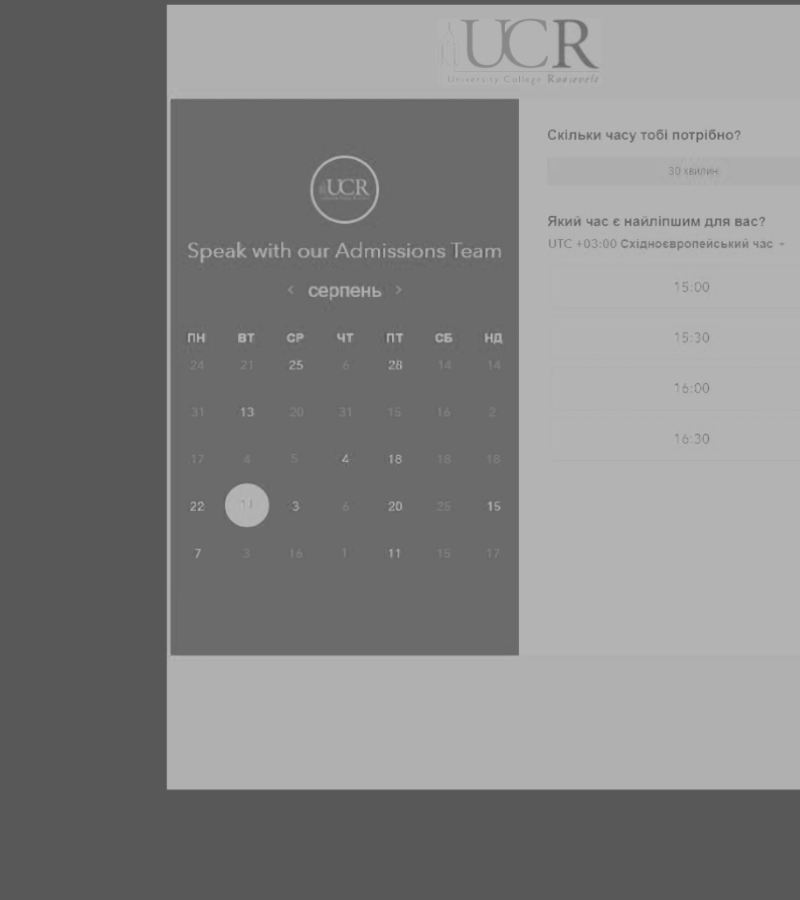 UCR
University College Roosevelt
UCR
Speak with our Admissions Team
< серпень >
ПН ВТ СР ЧТ ПТ СБ НД
24 21 25 6 28 14 14
31 13 20 31 15 16 2
17 4 5 4 18 18 18
22 11 3 6 20 25 15
7 3 16 1 11 15 17
Скільки часу тобі потрібно?
30 хвилин
Який час є найліпшим для вас?
UTC +03:00 Східноєвропейський час
15:00
15:30
16:00
16:30